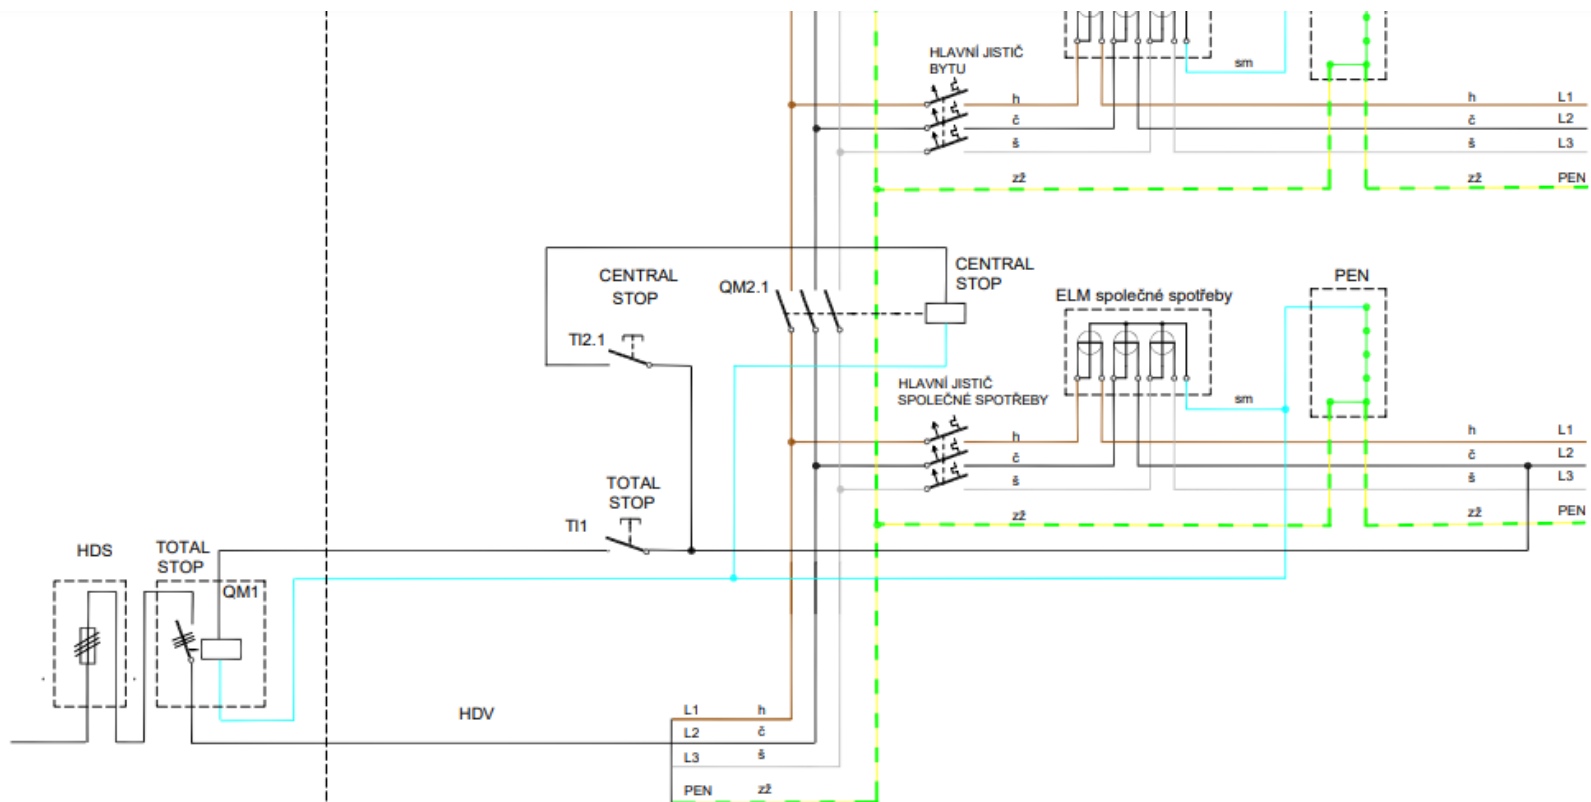 HLAVNÍ JISTIČ
BYTU
sm
h
č
š
zž
h
č
š
zž
L1
L2
L3
PEN
CENTRAL
STOP
QM2.1
CENTRAL
STOP
TI2.1
ELM společné spotřeby
PEN
HLAVNÍ JISTIČ
SPOLEČNÉ SPOTŘEBY
sm
h
č
š
zž
h
č
š
zž
L1
L2
L3
PEN
TOTAL
STOP
TI1
HDS
TOTAL
STOP
QM1
HDV
L1 h
L2 č
L3 š
PEN zž